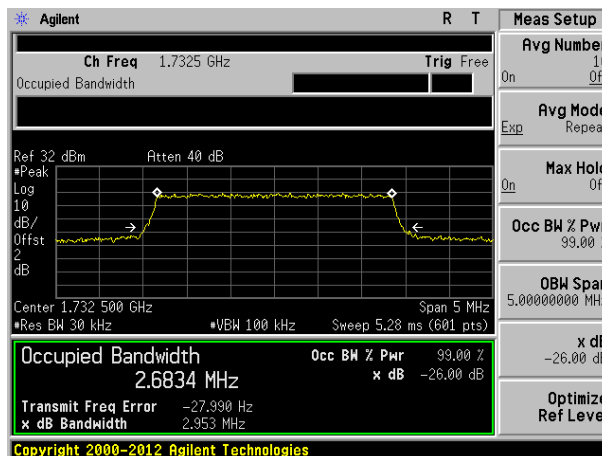 Agilent R T
Meas Setup
Ch Freq 1.7325 GHz Trig Free
Occupied Bandwidth
Avg Number
On
Avg Mode
Exp Repea
Ref 32 dBm Atten 40 dB
#Peak
Log
10
dB/
Offst
2
dB
Max Hold
On
Occ BW % Pwr
99.00
OBW Span
5.00000000 MH
Center 1.732 500 GHz Span 5 MHz
#Res BW 30 kHz #VBW 100 kHz Sweep 5.28 ms (601 pts)
Occupied Bandwidth Occ BW % Pwr 99.00 %
2.6834 MHz x dB -26.00 dB
Transmit Freq Error -27.990 Hz
x dB Bandwidth 2.953 MHz
x dB
-26.00 dB
Optimize
Ref Level
Copyright 2000-2012 Agilent Technologies